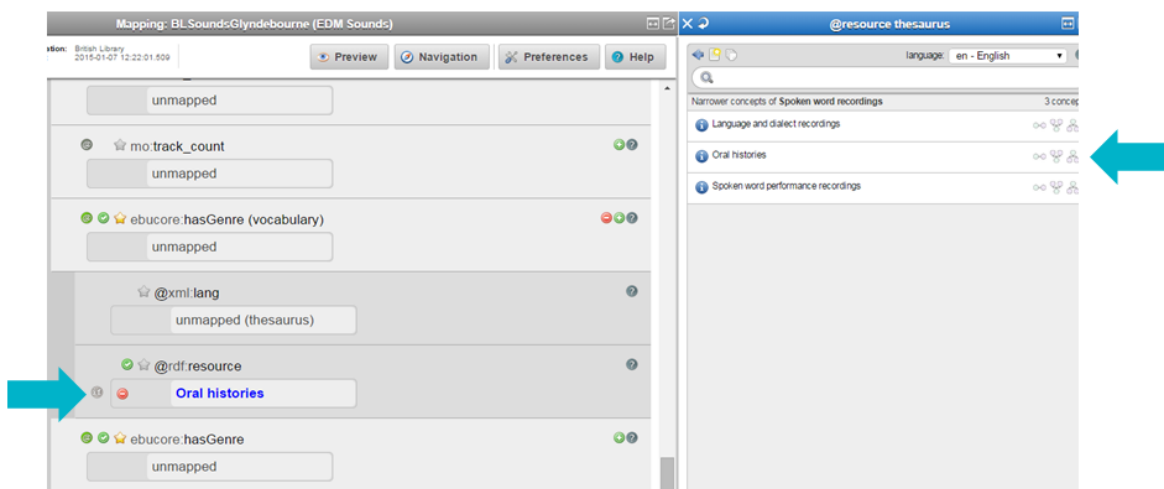 Mapping: BLSoundsGlyndebourne (EDM Sounds)
British Library
2015-01-07 12:22:01.509
Preview
Navigation
Preferences
Help
unmapped
mo:track_count
unmapped
ebucore:hasGenre (vocabulary)
unmapped
@xml:lang
unmapped (thesaurus)
@rdf:resource
Oral histories
ebucore:hasGenre
unmapped
@resource thesaurus
language: en - English
Narrower concepts of Spoken word recordings 3 concep
Language and dialect recordings
Oral histories
Spoken word performance recordings